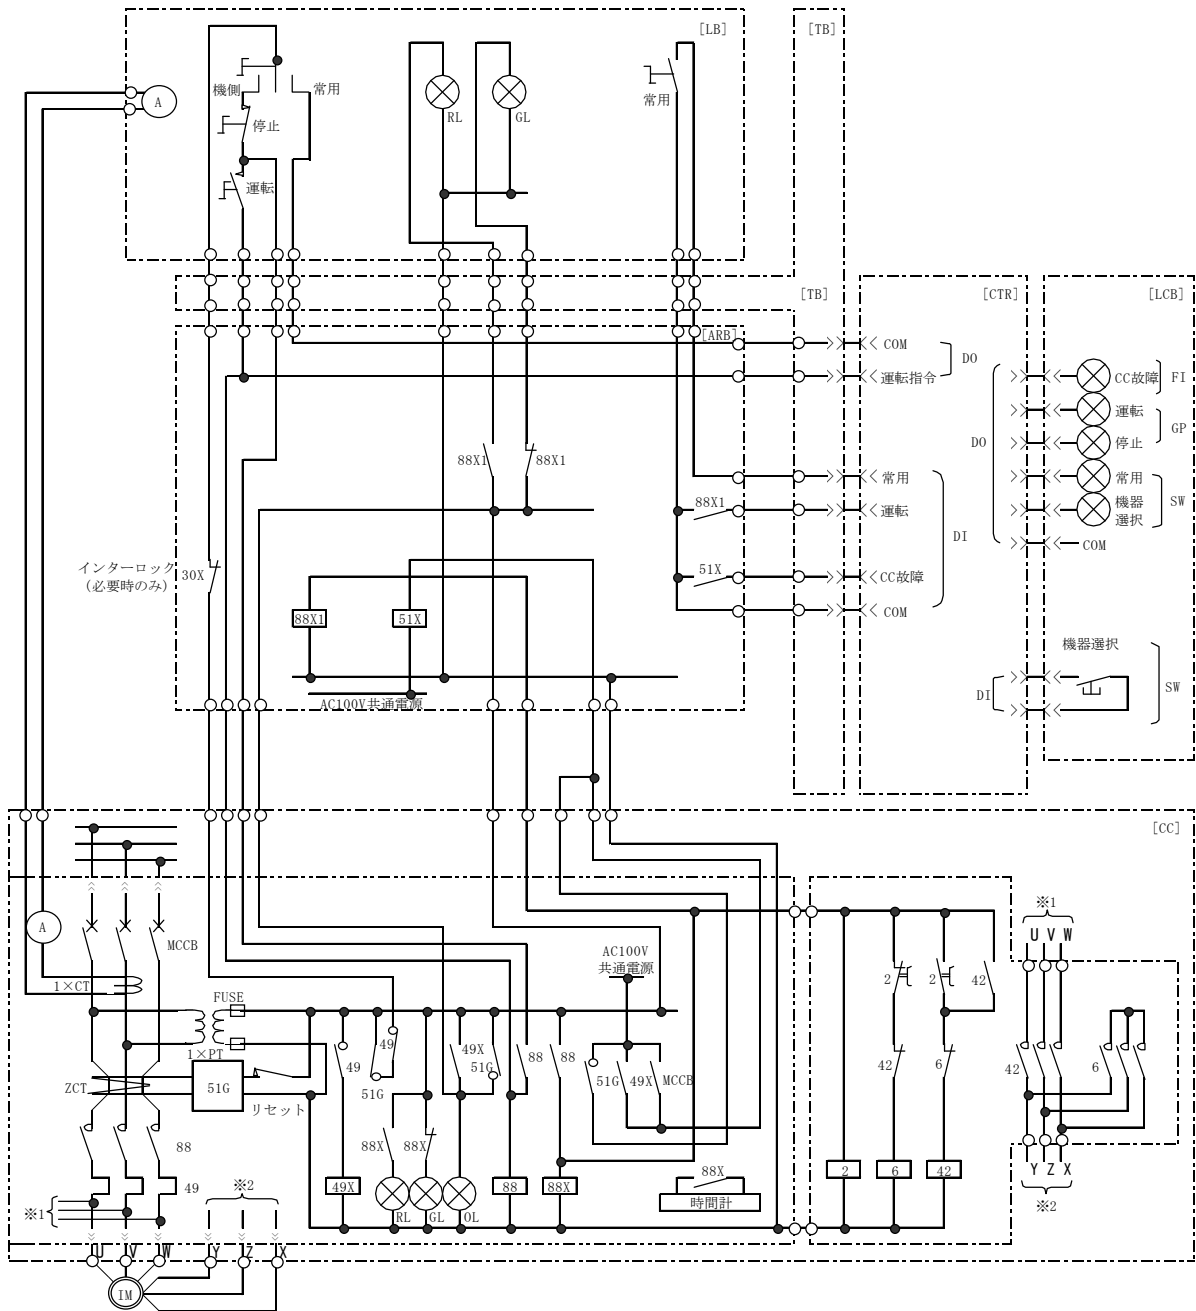 [LB]
[TB]
機側
常用
停止
運転
A
RL
GL
常用
[TB]
[CTR]
[LCB]
[ARB]
COM
運転指令
DO
DO
CC故障
FI
運転
GP
停止
常用
機器
選択
SW
COM
88X1
88X1
常用
88X1
運転
DI
51X
CC故障
COM
インターロック
(必要時のみ)
30X
88X1
51X
AC100V共通電源
機器選択
DI
SW
[CC]
A
MCCB
1×CT
FUSE
1×PT
ZCT
51G
リセット
88
49
※1
※2
U
V
W
Y
Z
X
IM
49
49
51G
49X
51G
88
88
AC100V
共通電源
51G
49X
MCCB
88X
88X
49X
RL
GL
OL
88
88X
88X
時間計
2
2
42
42
6
2
6
42
※1
U V W
42
6
Y Z X
※2